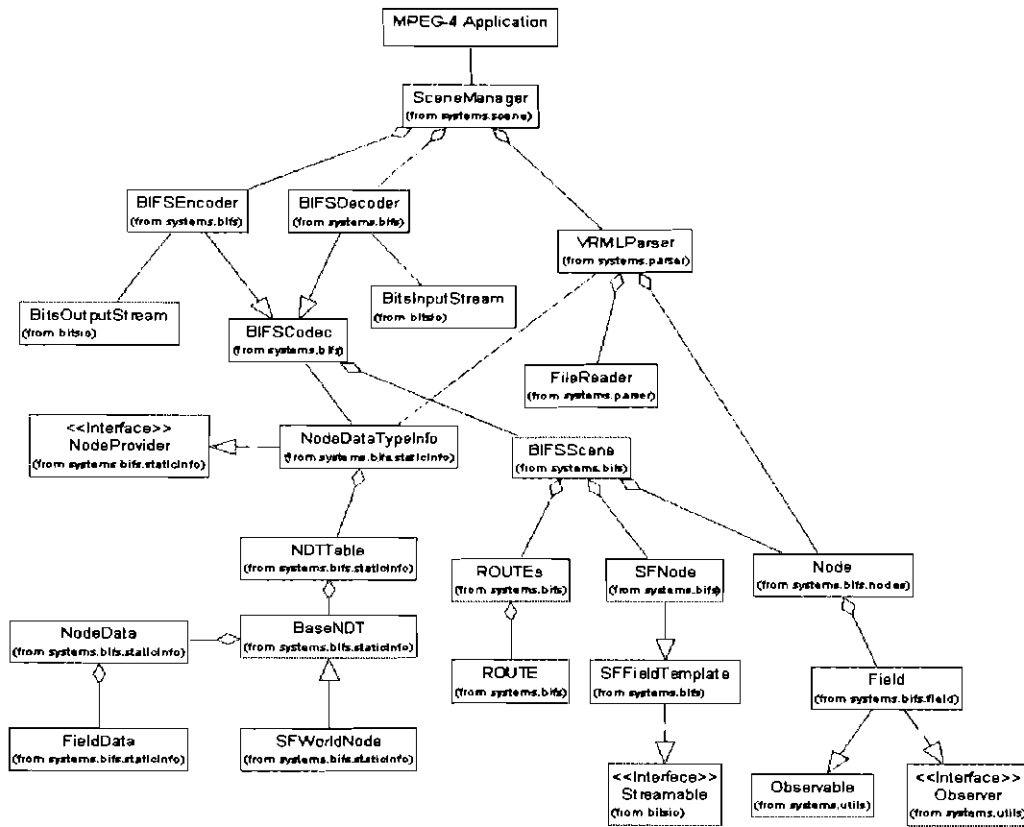 MPEG-4 Application
SceneManager
(from systems.scene)
BIFSEncoder
(from systems.bifs)
BIFSDecoder
(from systems.bifs)
VRMLParser
(from systems.parser)
BitsOutputStream
(from bitsio)
BitsInputStream
(from bitsio)
BIFSCodec
(from systems.bifs)
FileReader
(from systems.parser)
<<Interface>>
NodeProvider
(from systems.bifs.staticInfo)
NodeDataTypeInfo
(from systems.bifs.staticInfo)
BIFSScene
(from systems.bifs)
NDTTable
(from systems.bifs.staticInfo)
ROUTEs
(from systems.bifs)
SFNode
(from systems.bifs)
Node
(from systems.bifs.nodes)
NodeData
(from systems.bifs.staticInfo)
BaseNDT
(from systems.bifs.staticInfo)
ROUTE
(from systems.bifs)
SFFieldTemplate
(from systems.bifs)
Field
(from systems.bifs.field)
FieldData
(from systems.bifs.staticInfo)
SFWorldNode
(from systems.bifs.staticInfo)
<<Interface>>
Streamable
(from bitsio)
Observable
(from systems.utils)
<<Interface>>
Observer
(from systems.utils)